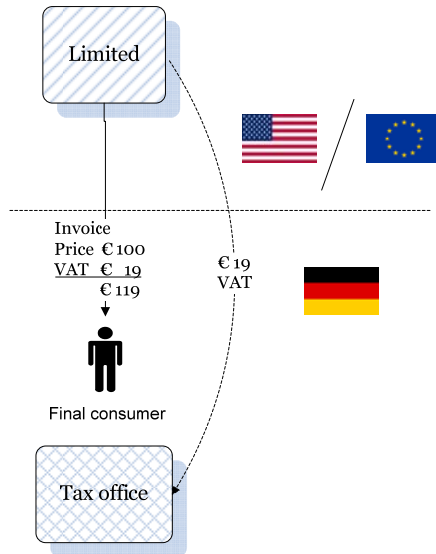 Limited
Invoice
Price € 100
VAT € 19
€ 119
€ 19
VAT
Final consumer
Tax office